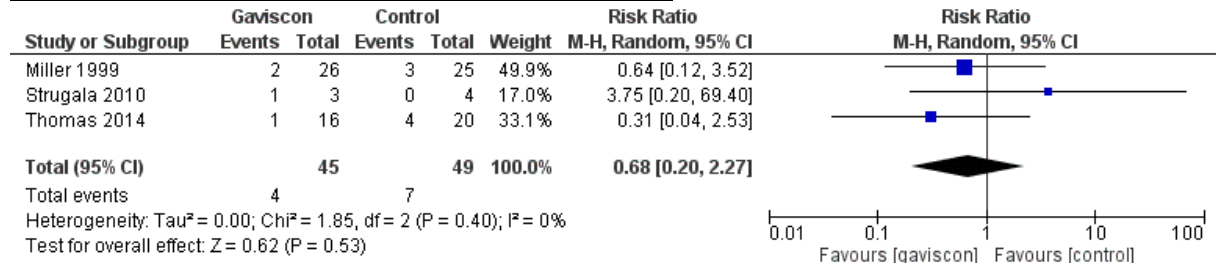 Gaviscon Control Risk Ratio Risk Ratio
Study or Subgroup Events Total Events Total Weight M-H, Random, 95% CI M-H, Random, 95% CI
Miller 1999 2 26 3 25 49.9% 0.64 [0.12, 3.52]
Strugala 2010 1 3 0 4 17.0% 3.75 [0.20, 69.40]
Thomas 2014 1 16 4 20 33.1% 0.31 [0.04, 2.53]
Total (95% CI) 45 49 100.0% 0.68 [0.20, 2.27]
Total events 4 7
Heterogeneity: Tau² = 0.00; Chi² = 1.85, df = 2 (P = 0.40); I² = 0%
Test for overall effect: Z = 0.62 (P = 0.53)
0.01 0.1 1 10 100
Favours [gaviscon] Favours [control]